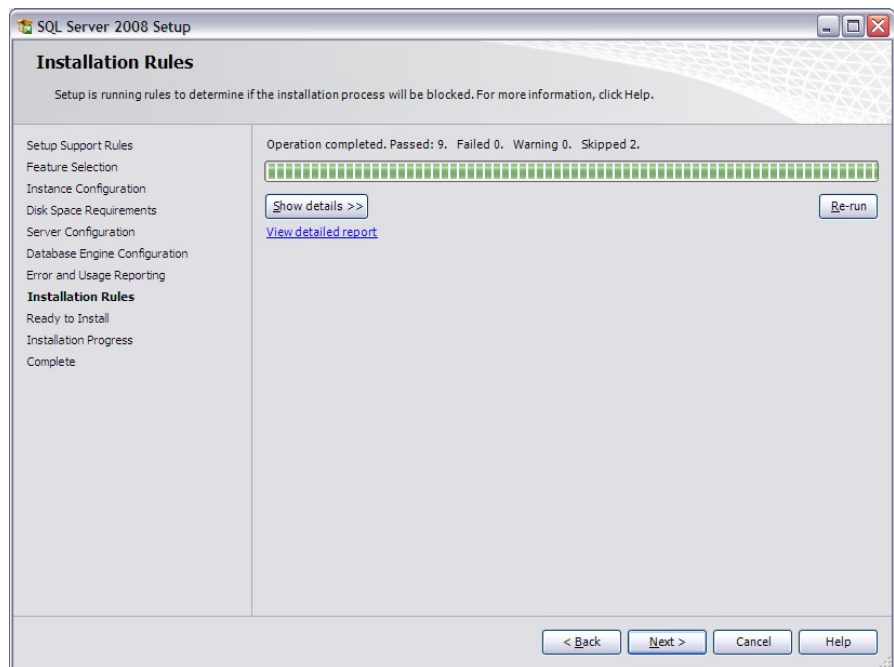 SQL Server 2008 Setup
Installation Rules
Setup is running rules to determine if the installation process will be blocked. For more information, click Help.
Setup Support Rules
Feature Selection
Instance Configuration
Disk Space Requirements
Server Configuration
Database Engine Configuration
Error and Usage Reporting
Installation Rules
Ready to Install
Installation Progress
Complete
Operation completed. Passed: 9. Failed 0. Warning 0. Skipped 2.
Show details >>
Re-run
View detailed report
< Back
Next >
Cancel
Help